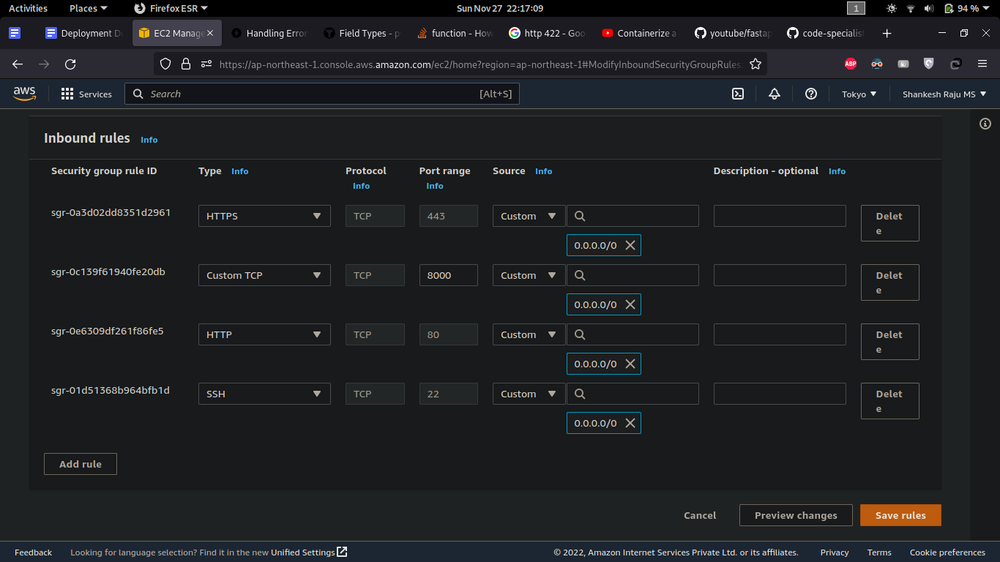 Activities Places Firefox ESR Sun Nov 27 22:17:09 1 94 %
Deployment D EC2 Manage Handling Error Field Types - p function - How http 422 - Goo Containerize a youtube/fastap code-specialist
https://ap-northeast-1.console.aws.amazon.com/ec2/home?region=ap-northeast-1#ModifyInboundSecurityGroupRules: ABP
aws Services Search [Alt+S] Tokyo Shankesh Raju MS
Inbound rules Info
Security group rule ID Type Info Protocol Port range Source Info Description - optional Info
Info Info
sgr-0a3d02dd8351d2961 HTTPS TCP 443 Custom Delet
e
0.0.0.0/0
sgr-0c139f61940fe20db Custom TCP TCP 8000 Custom Delet
e
0.0.0.0/0
sgr-0e6309df261f86fe5 HTTP TCP 80 Custom Delet
e
0.0.0.0/0
sgr-01d51368b964bfb1d SSH TCP 22 Custom Delet
e
0.0.0.0/0
Add rule
Cancel Preview changes Save rules
Feedback Looking for language selection? Find it in the new Unified Settings © 2022, Amazon Internet Services Private Ltd. or its affiliates. Privacy Terms Cookie preferences